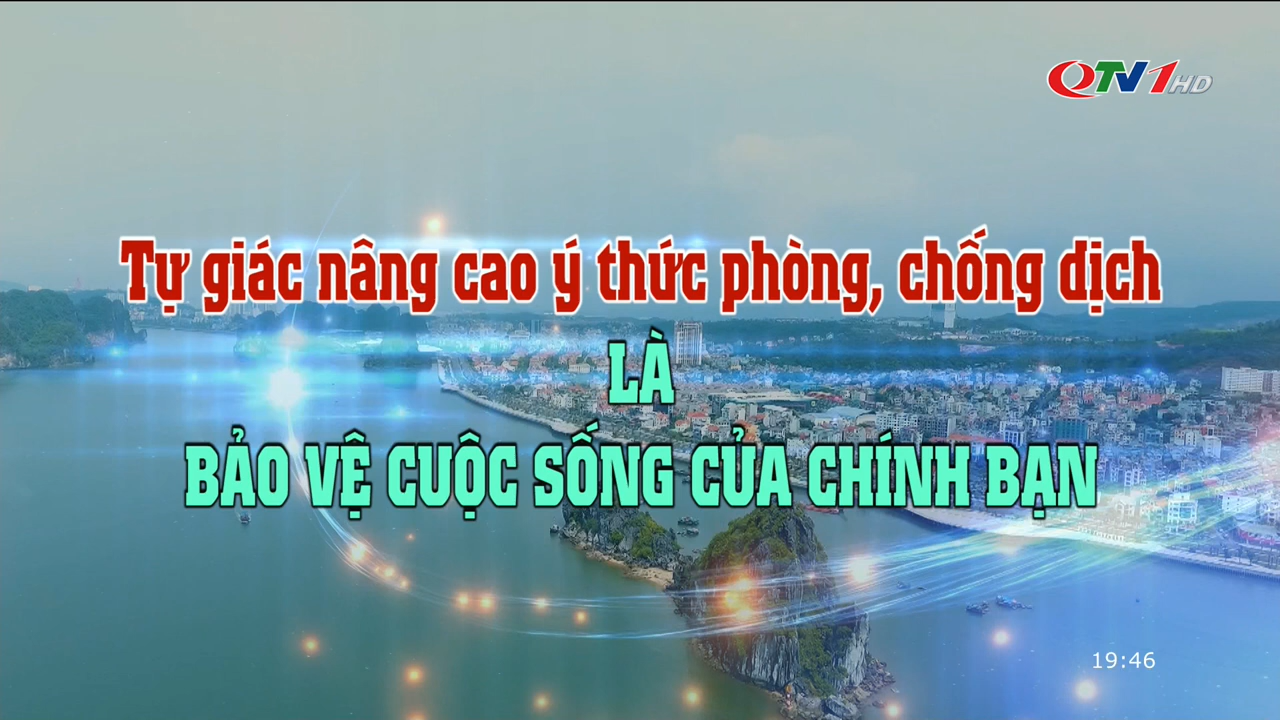 QTV1HD
Tự giác nâng cao ý thức phòng, chống dịch
LÀ
BẢO VỆ CUỘC SỐNG CỦA CHÍNH BẠN
19:46